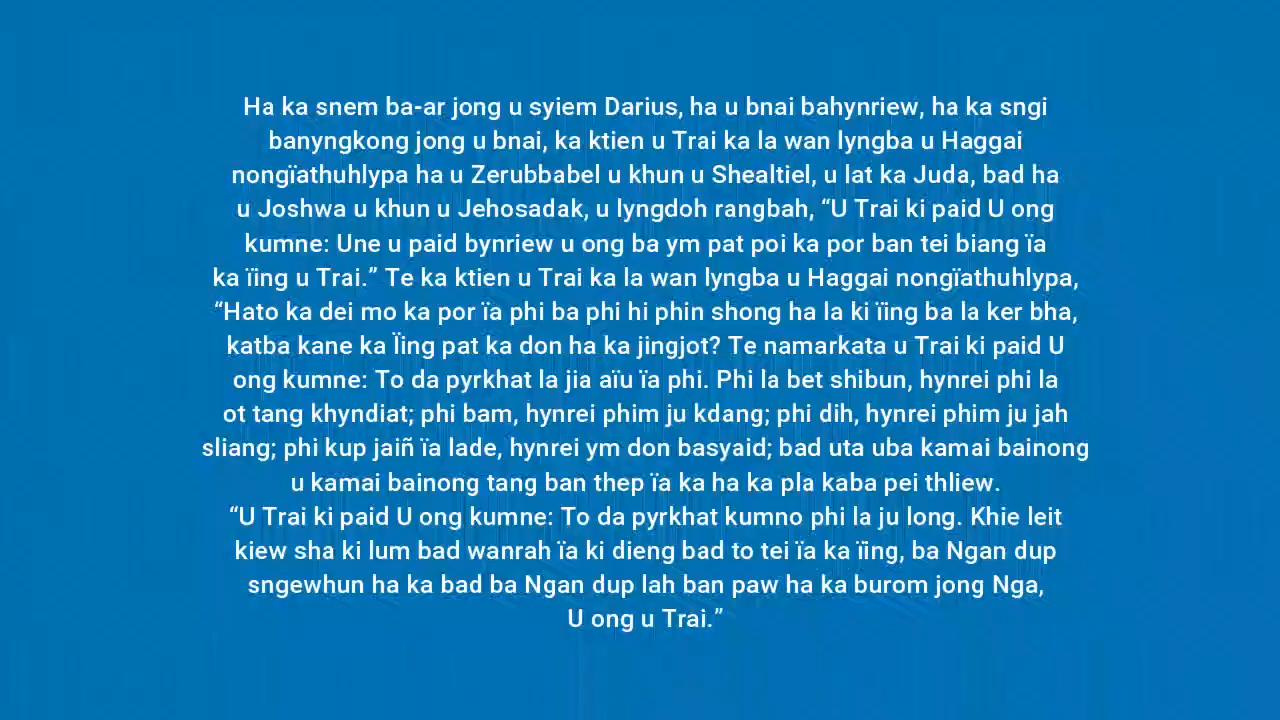 Ha ka snem ba-ar jong u syiem Darius, ha u bnai bahynriew, ha ka sngi
banyngkong jong u bnai, ka ktien u Trai ka la wan lyngba u Haggai
nongïathuhlypa ha u Zerubbabel u khun u Shealtiel, u lat ka Juda, bad ha
u Joshwa u khun u Jehosadak, u lyngdoh rangbah, “U Trai ki paid U ong
kumne: Une u paid bynriew u ong ba ym pat poi ka por ban tei biang ïa
ka ïing u Trai.” Te ka ktien u Trai ka la wan lyngba u Haggai nongïathuhlypa,
“Hato ka dei mo ka por ïa phi ba phi hi phin shong ha la ki ïing ba la ker bha,
katba kane ka Ïing pat ka don ha ka jingjot? Te namarkata u Trai ki paid U
ong kumne: To da pyrkhat la jia aïu ïa phi. Phi la bet shibun, hynrei phi la
ot tang khyndiat; phi bam, hynrei phim ju kdang; phi dih, hynrei phim ju jah
sliang; phi kup jaiñ ïa lade, hynrei ym don basyaid; bad uta uba kamai bainong
u kamai bainong tang ban thep ïa ka ha ka pla kaba pei thliew.
“U Trai ki paid U ong kumne: To da pyrkhat kumno phi la ju long. Khie leit
kiew sha ki lum bad wanrah ïa ki dieng bad to tei ïa ka ïing, ba Ngan dup
sngewhun ha ka bad ba Ngan dup lah ban paw ha ka burom jong Nga,
U ong u Trai.”